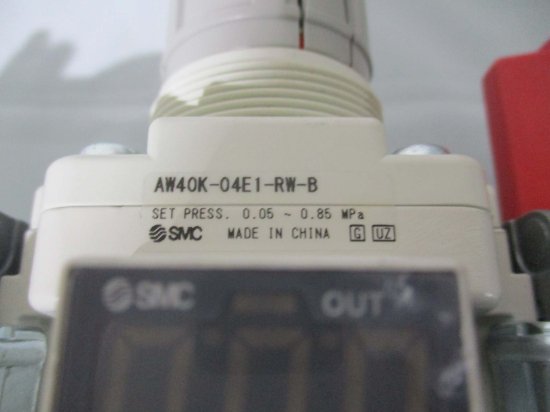 AW40K-04E1-RW-B
SET PRESS. 0.05 ~ 0.85 MPa
SMC MADE IN CHINA G UZ
SMC OUT